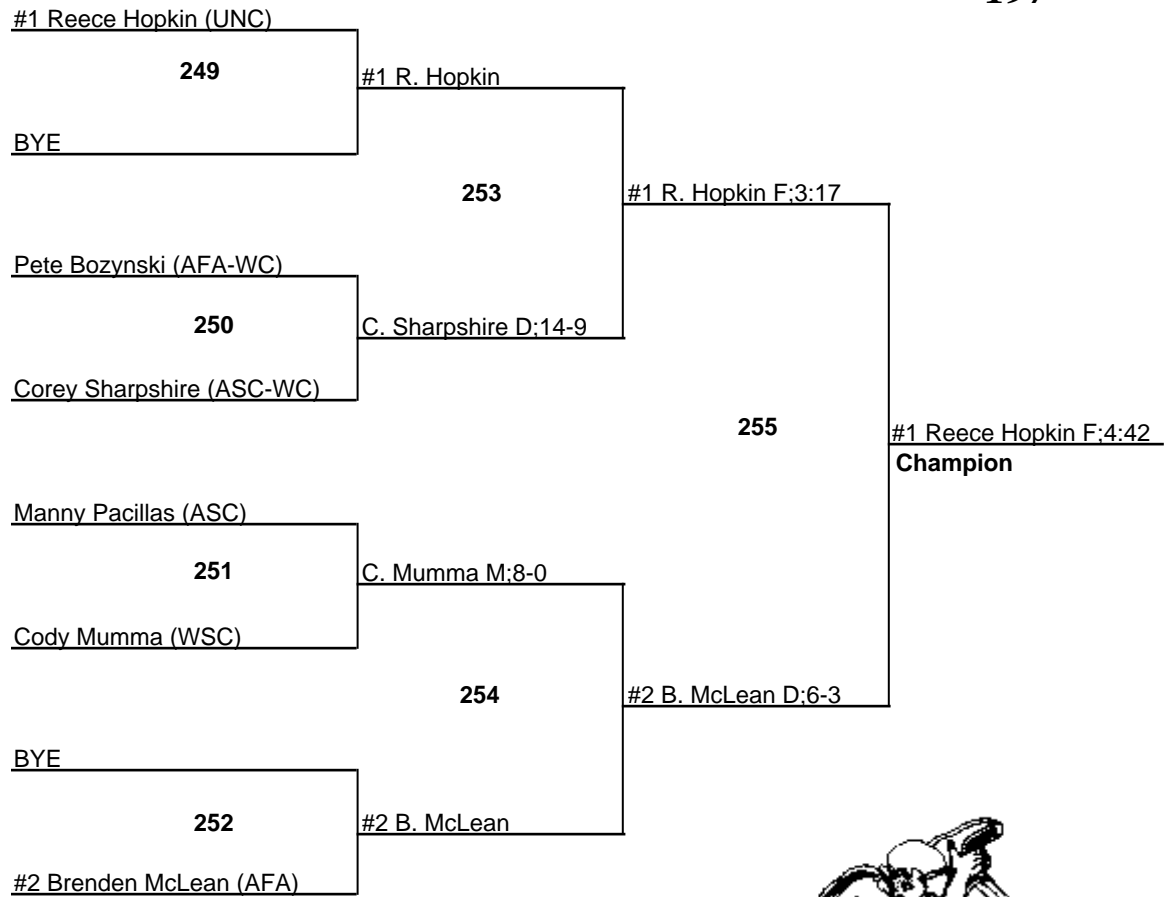 #1 Reece Hopkin (UNC)
249
#1 R. Hopkin
BYE
253
#1 R. Hopkin F;3:17
Pete Bozynski (AFA-WC)
250
C. Sharpshire D;14-9
Corey Sharpshire (ASC-WC)
255
#1 Reece Hopkin F;4:42
Champion
Manny Pacillas (ASC)
251
C. Mumma M;8-0
Cody Mumma (WSC)
254
#2 B. McLean D;6-3
BYE
252
#2 B. McLean
#2 Brenden McLean (AFA)